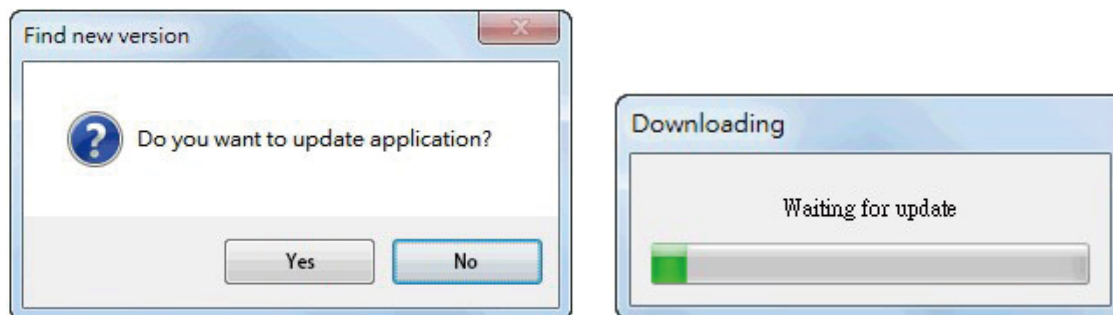 Find new version
Do you want to update application?
Yes
No
Downloading
Waiting for update